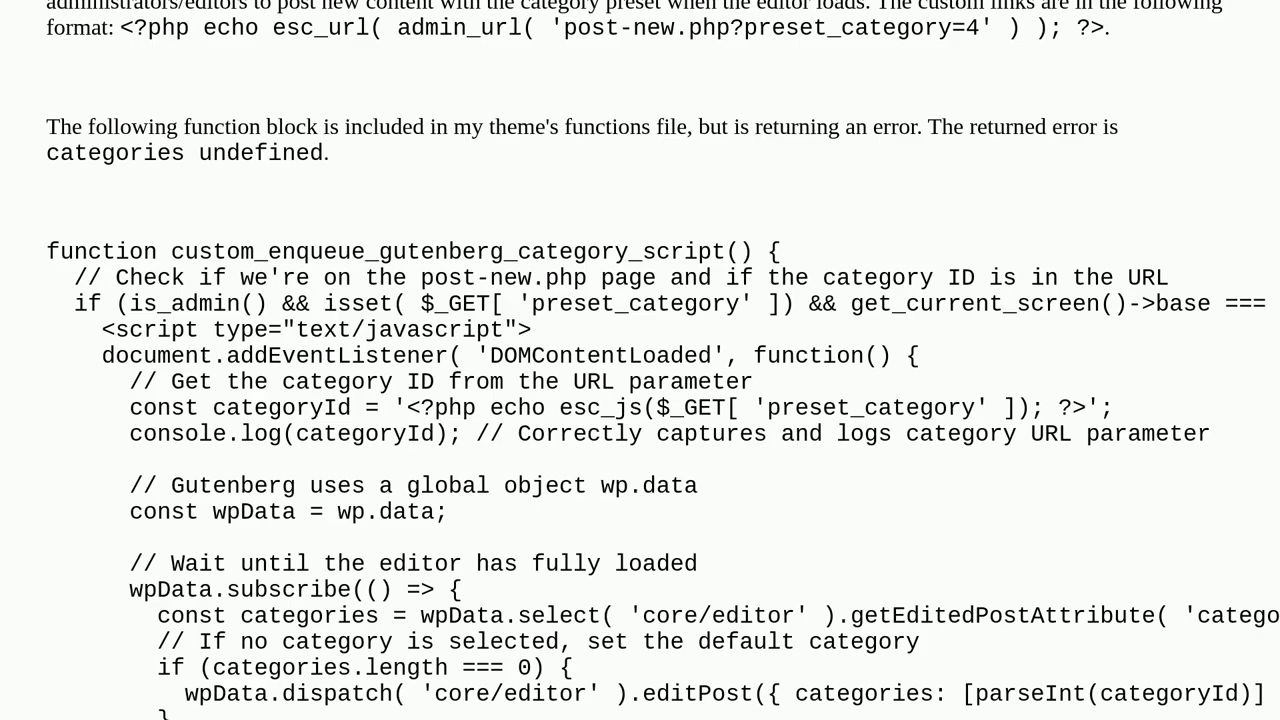 administrators/editors to post new content with the category preset when the editor loads. The custom links are in the following
format: <?php echo esc_url( admin_url( 'post-new.php?preset_category=4' ) ); ?>.
The following function block is included in my theme's functions file, but is returning an error. The returned error is
categories undefined.
function custom_enqueue_gutenberg_category_script() {
  // Check if we're on the post-new.php page and if the category ID is in the URL
  if (is_admin() && isset( $_GET[ 'preset_category' ]) && get_current_screen()->base ===
    <script type="text/javascript">
    document.addEventListener( 'DOMContentLoaded', function() {
      // Get the category ID from the URL parameter
      const categoryId = '<?php echo esc_js($_GET[ 'preset_category' ]); ?>';
      console.log(categoryId); // Correctly captures and logs category URL parameter
      // Gutenberg uses a global object wp.data
      const wpData = wp.data;
      // Wait until the editor has fully loaded
      wpData.subscribe(() => {
        const categories = wpData.select( 'core/editor' ).getEditedPostAttribute( 'catego
        // If no category is selected, set the default category
        if (categories.length === 0) {
          wpData.dispatch( 'core/editor' ).editPost({ categories: [parseInt(categoryId)]
        }